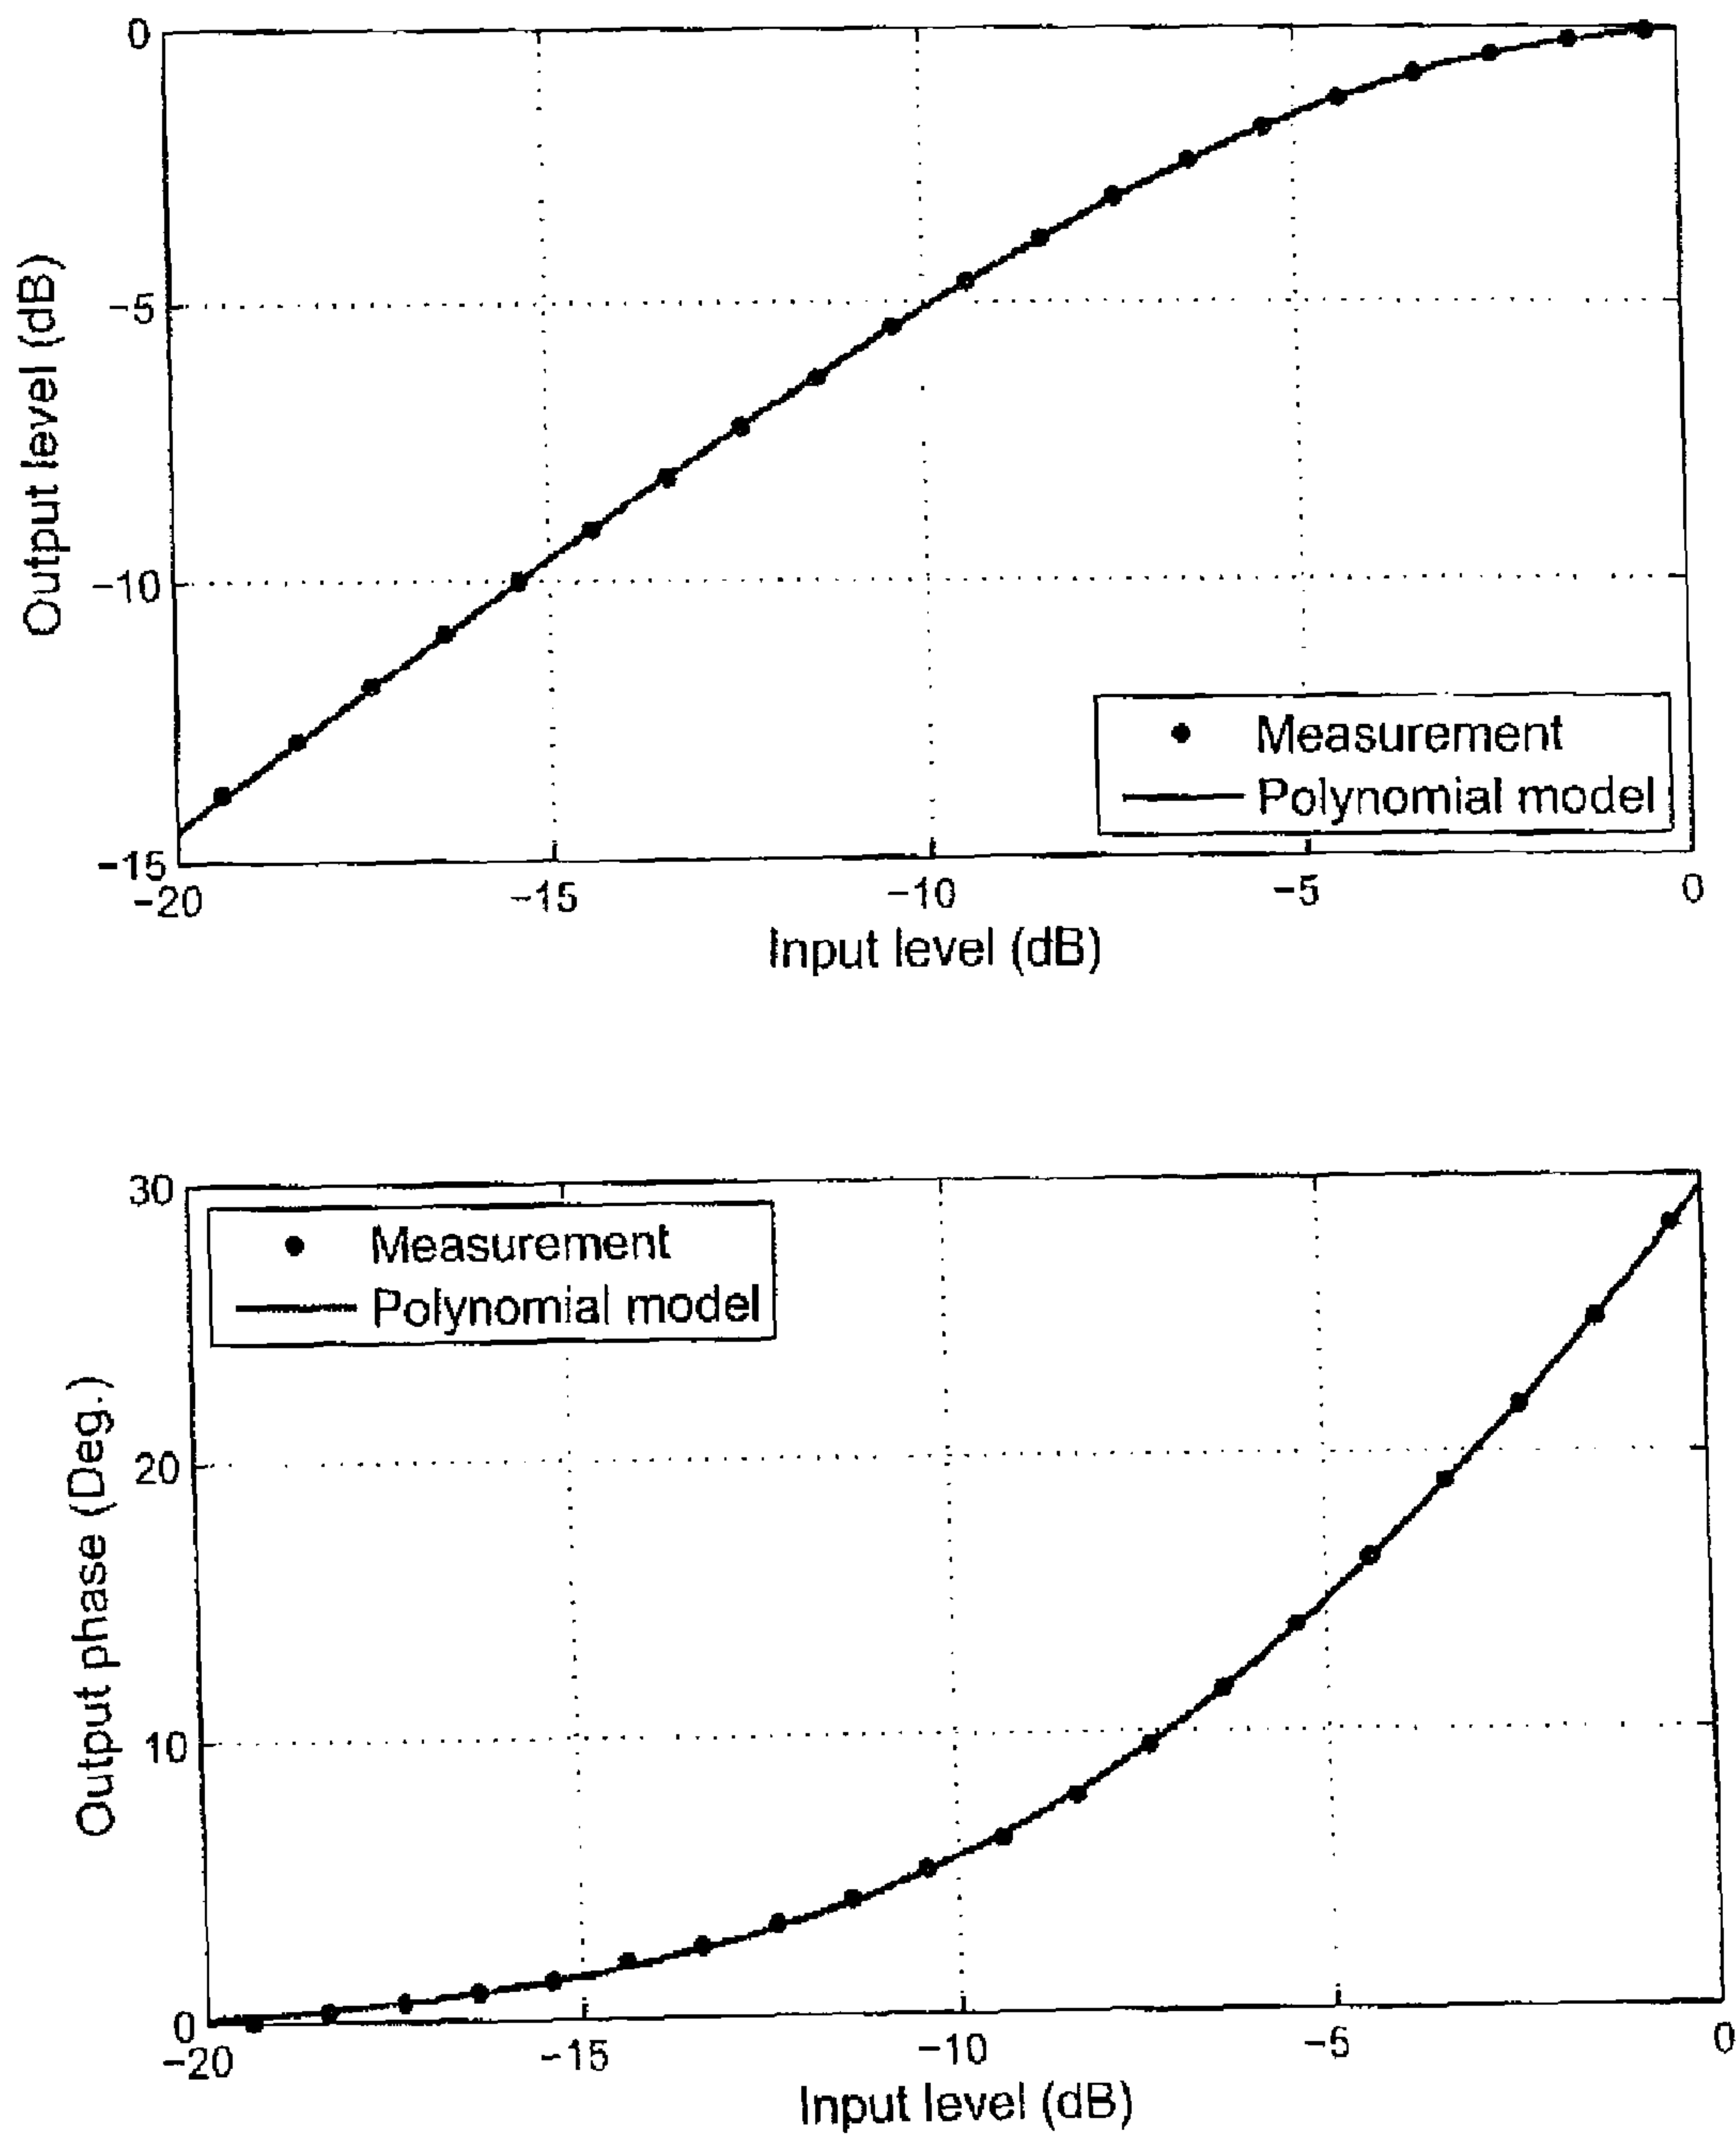 0
−5
−10
−15
Output level (dB)
Measurement
Polynomial model
−20
−15
−10
−5
0
Input level (dB)
30
20
10
0
Output phase (Deg.)
Measurement
Polynomial model
−20
−15
−10
−5
0
Input level (dB)